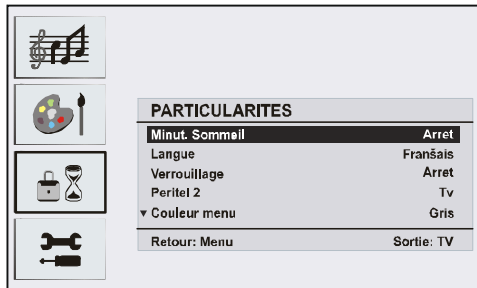 PARTICULARITES
Minut. Sommeil Arret
Langue Franšais
Verrouillage Arret
Peritel 2 Tv
▼ Couleur menu Gris
Retour: Menu Sortie: TV